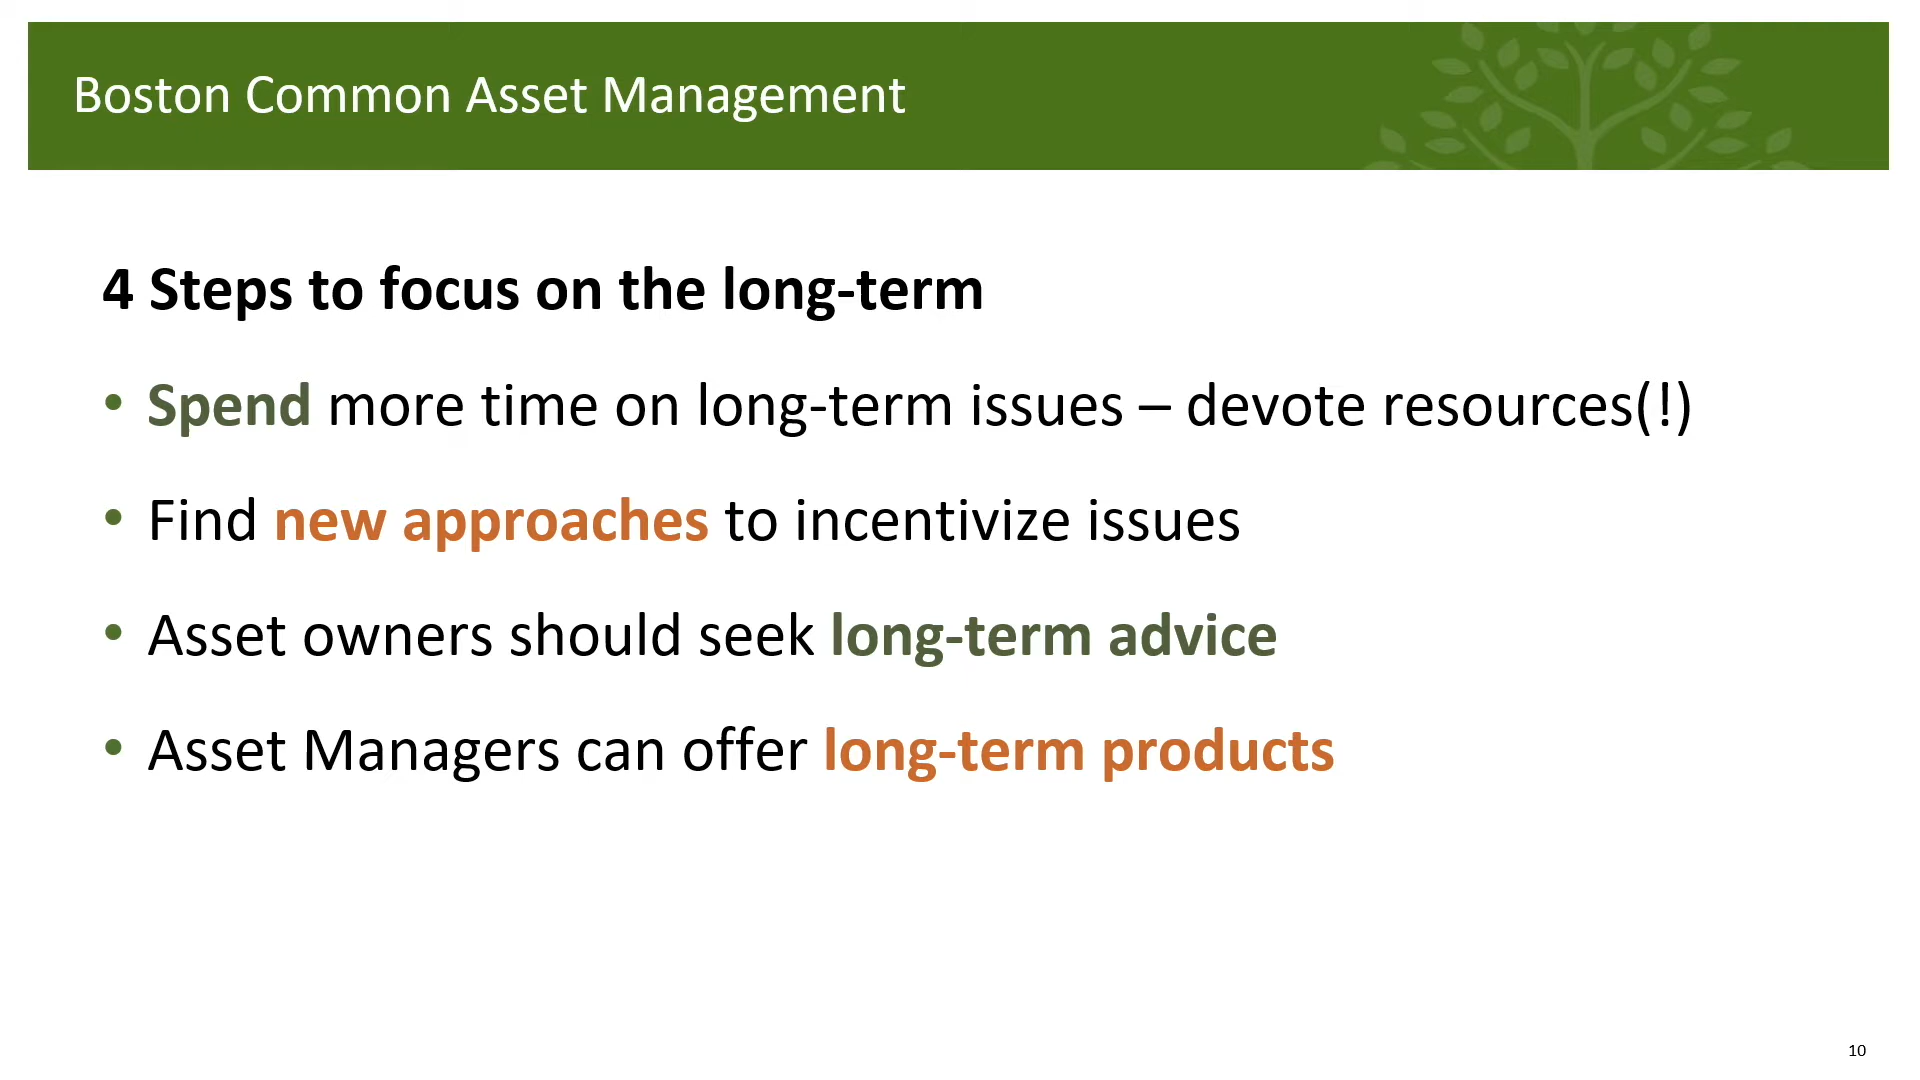 Boston Common Asset Management
4 Steps to focus on the long-term
• Spend more time on long-term issues – devote resources(!)
• Find new approaches to incentivize issues
• Asset owners should seek long-term advice
• Asset Managers can offer long-term products
10